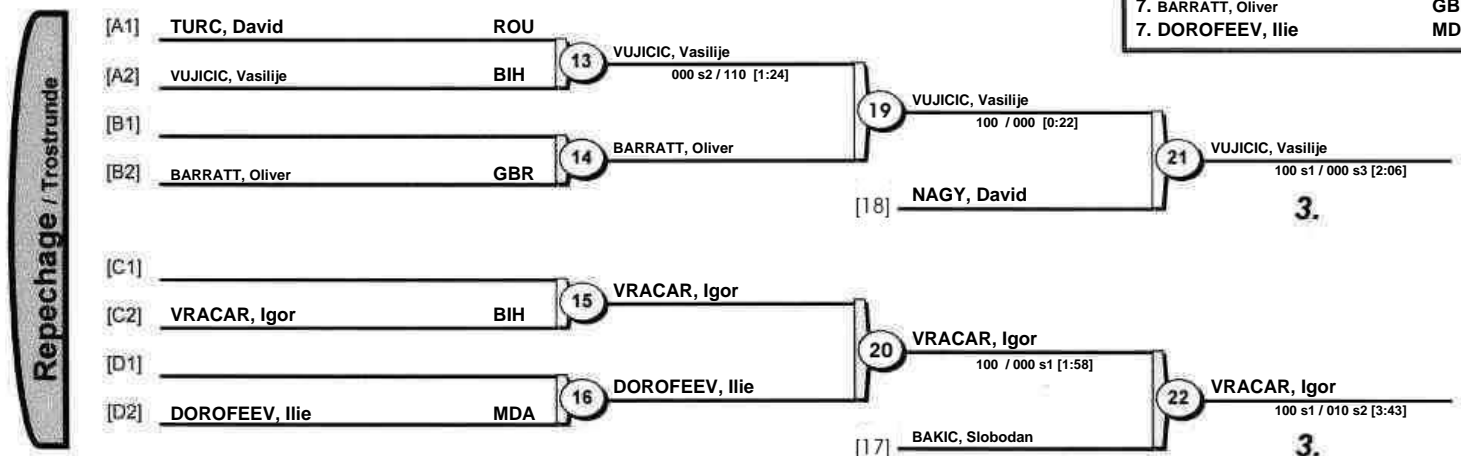 7. BARRATT, Oliver GB
7. DOROFEEV, Ilie MD
Repechage / Trostrunde
[A1] TURC, David ROU
[A2] VUJICIC, Vasilije BIH
13
VUJICIC, Vasilije
000 s2 / 110 [1:24]
[B1]
[B2] BARRATT, Oliver GBR
14
BARRATT, Oliver
19
VUJICIC, Vasilije
100 / 000 [0:22]
[18] NAGY, David
21
VUJICIC, Vasilije
100 s1 / 000 s3 [2:06]
3.
[C1]
[C2] VRACAR, Igor BIH
15
VRACAR, Igor
[D1]
[D2] DOROFEEV, Ilie MDA
16
DOROFEEV, Ilie
20
VRACAR, Igor
100 / 000 s1 [1:58]
[17] BAKIC, Slobodan
22
VRACAR, Igor
100 s1 / 010 s2 [3:43]
3.